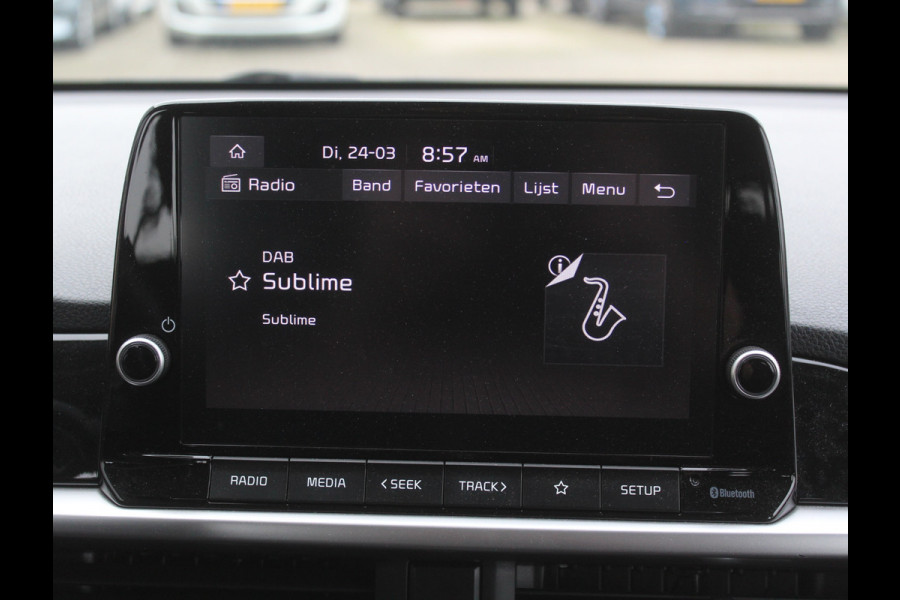 Di, 24-03 8:57 AM
Radio Band Favorieten Lijst Menu
DAB
Sublime
Sublime
RADIO MEDIA <SEEK TRACK> SETUP Bluetooth